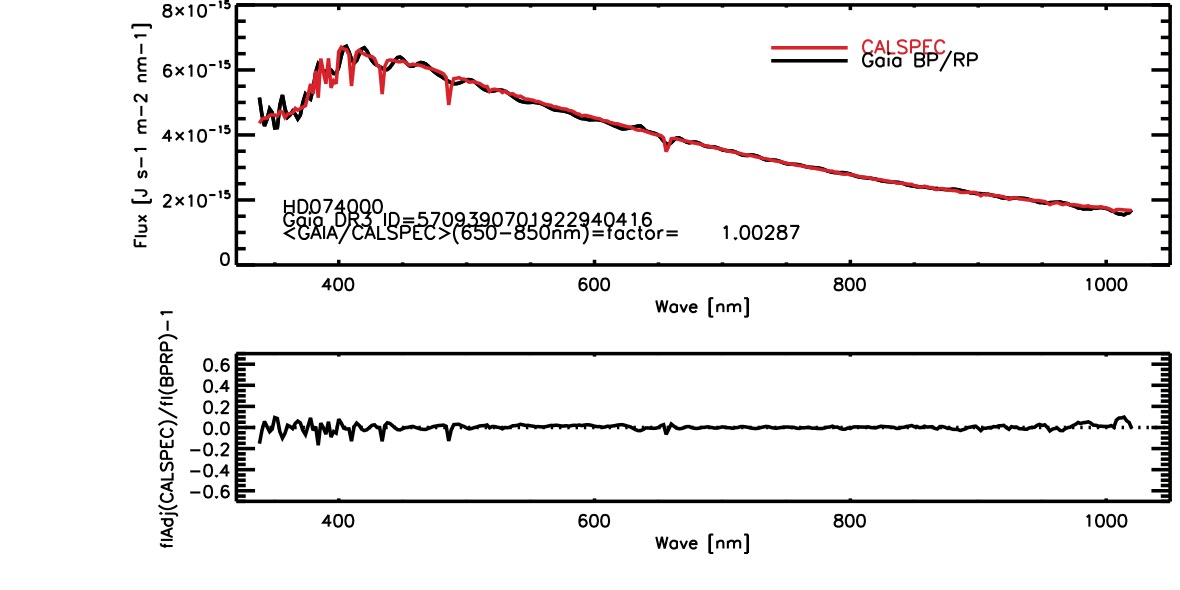 8×10-15
6×10-15
4×10-15
2×10-15
0
Flux [J s-1 m-2 nm-1]
CALSPEC
Gaia BP/RP
HD074000
Gaia DR3 ID=5709390701922940416
<GAIA/CALSPEC>(650-850nm)=factor= 1.00287
400 600 800 1000
Wave [nm]
flAdj(CALSPEC)/fl(BPRP)-1
0.6
0.4
0.2
0.0
-0.2
-0.4
-0.6
400 600 800 1000
Wave [nm]